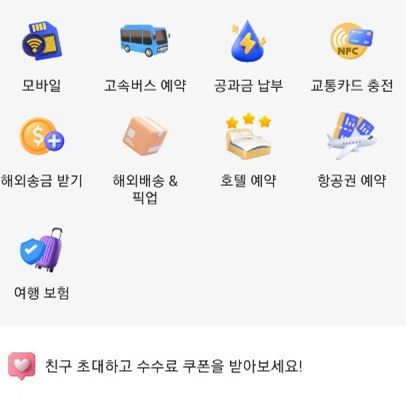 모바일
고속버스 예약
공과금 납부
NFC
교통카드 충전
해외송금 받기
해외배송 &
픽업
호텔 예약
항공권 예약
여행 보험
친구 초대하고 수수료 쿠폰을 받아보세요!